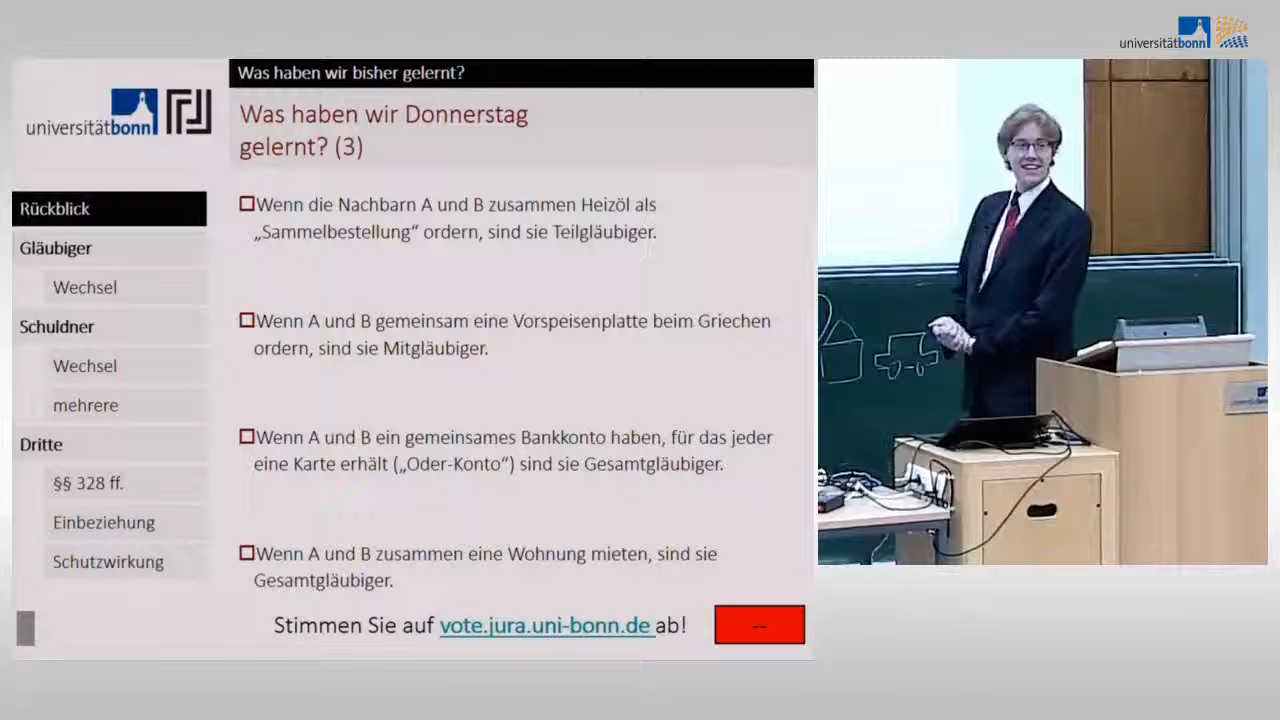 universitätbonn
Was haben wir bisher gelernt?
universitätbonn
Was haben wir Donnerstag
gelernt? (3)
Rückblick
Gläubiger
Wechsel
Schuldner
Wechsel
mehrere
Dritte
§§ 328 ff.
Einbeziehung
Schutzwirkung
Wenn die Nachbarn A und B zusammen Heizöl als
„Sammelbestellung“ ordern, sind sie Teilgläubiger.
Wenn A und B gemeinsam eine Vorspeisenplatte beim Griechen
ordern, sind sie Mitgläubiger.
Wenn A und B ein gemeinsames Bankkonto haben, für das jeder
eine Karte erhält („Oder-Konto“) sind sie Gesamtgläubiger.
Wenn A und B zusammen eine Wohnung mieten, sind sie
Gesamtgläubiger.
Stimmen Sie auf vote.jura.uni-bonn.de ab!
--